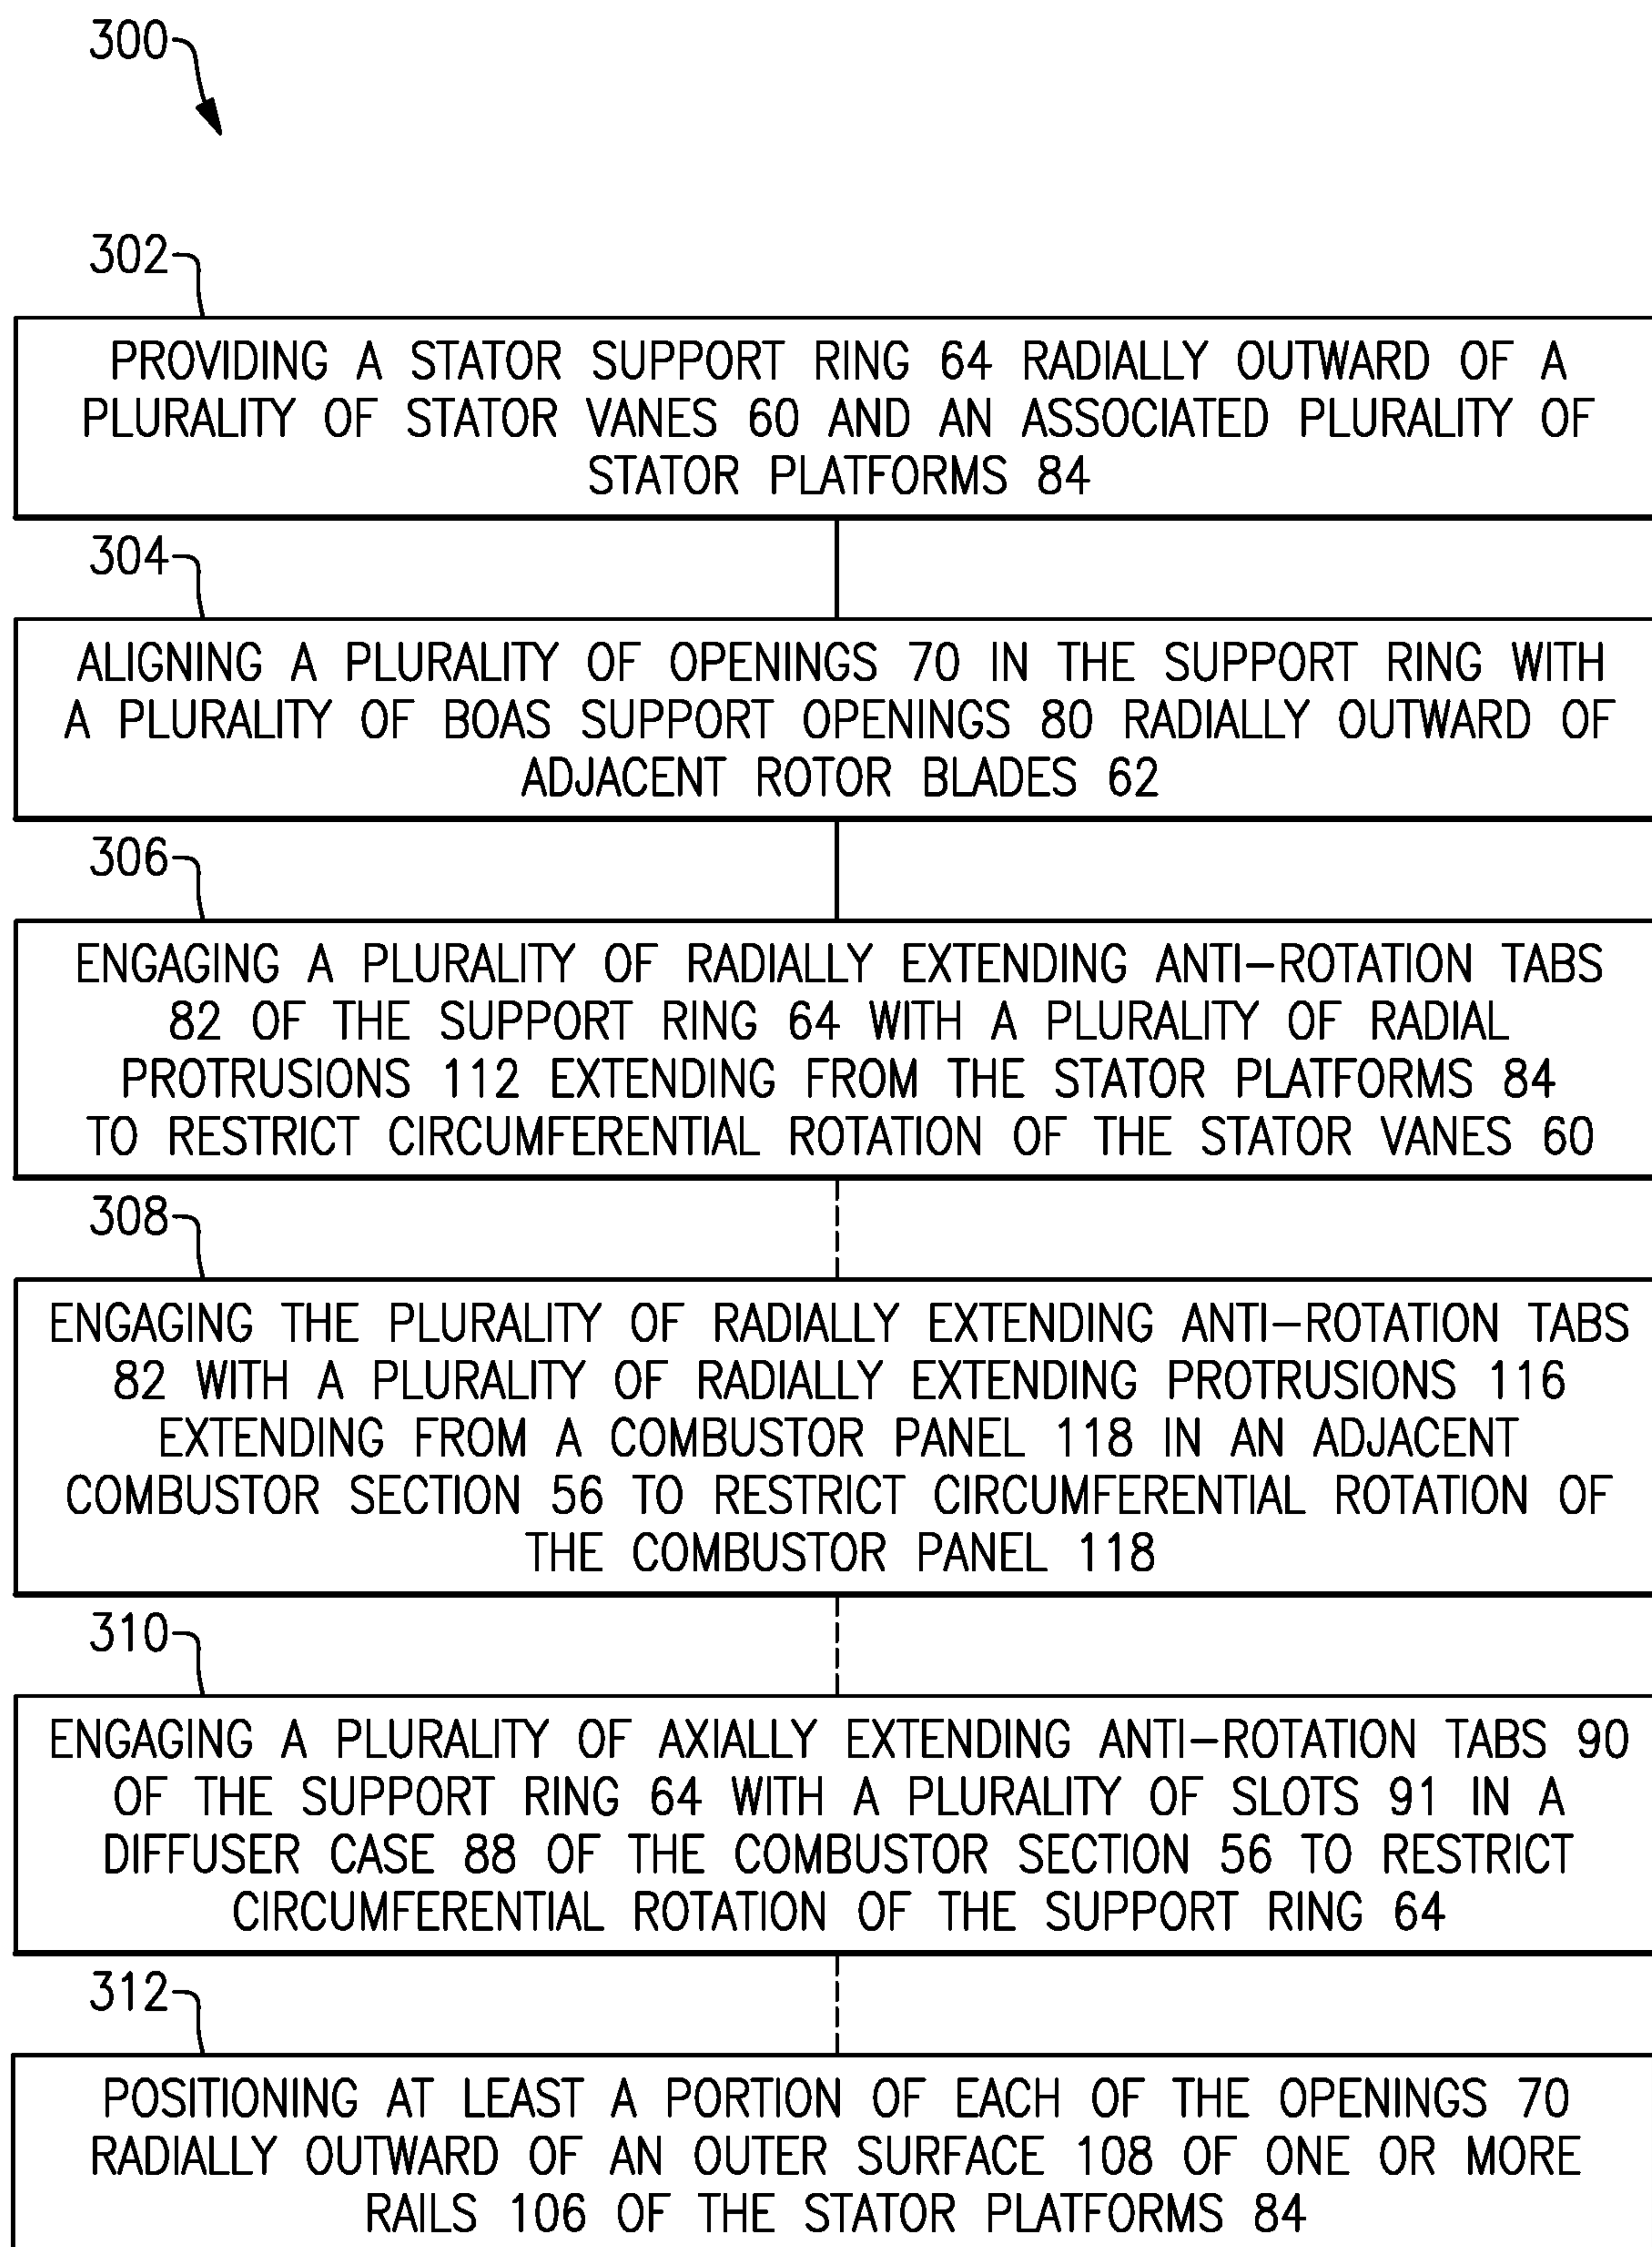 300
302
PROVIDING A STATOR SUPPORT RING 64 RADIALLY OUTWARD OF A
PLURALITY OF STATOR VANES 60 AND AN ASSOCIATED PLURALITY OF
STATOR PLATFORMS 84
304
ALIGNING A PLURALITY OF OPENINGS 70 IN THE SUPPORT RING WITH
A PLURALITY OF BOAS SUPPORT OPENINGS 80 RADIALLY OUTWARD OF
ADJACENT ROTOR BLADES 62
306
ENGAGING A PLURALITY OF RADIALLY EXTENDING ANTI-ROTATION TABS
82 OF THE SUPPORT RING 64 WITH A PLURALITY OF RADIAL
PROTRUSIONS 112 EXTENDING FROM THE STATOR PLATFORMS 84
TO RESTRICT CIRCUMFERENTIAL ROTATION OF THE STATOR VANES 60
308
ENGAGING THE PLURALITY OF RADIALLY EXTENDING ANTI-ROTATION TABS
82 WITH A PLURALITY OF RADIALLY EXTENDING PROTRUSIONS 116
EXTENDING FROM A COMBUSTOR PANEL 118 IN AN ADJACENT
COMBUSTOR SECTION 56 TO RESTRICT CIRCUMFERENTIAL ROTATION OF
THE COMBUSTOR PANEL 118
310
ENGAGING A PLURALITY OF AXIALLY EXTENDING ANTI-ROTATION TABS 90
OF THE SUPPORT RING 64 WITH A PLURALITY OF SLOTS 91 IN A
DIFFUSER CASE 88 OF THE COMBUSTOR SECTION 56 TO RESTRICT
CIRCUMFERENTIAL ROTATION OF THE SUPPORT RING 64
312
POSITIONING AT LEAST A PORTION OF EACH OF THE OPENINGS 70
RADIALLY OUTWARD OF AN OUTER SURFACE 108 OF ONE OR MORE
RAILS 106 OF THE STATOR PLATFORMS 84